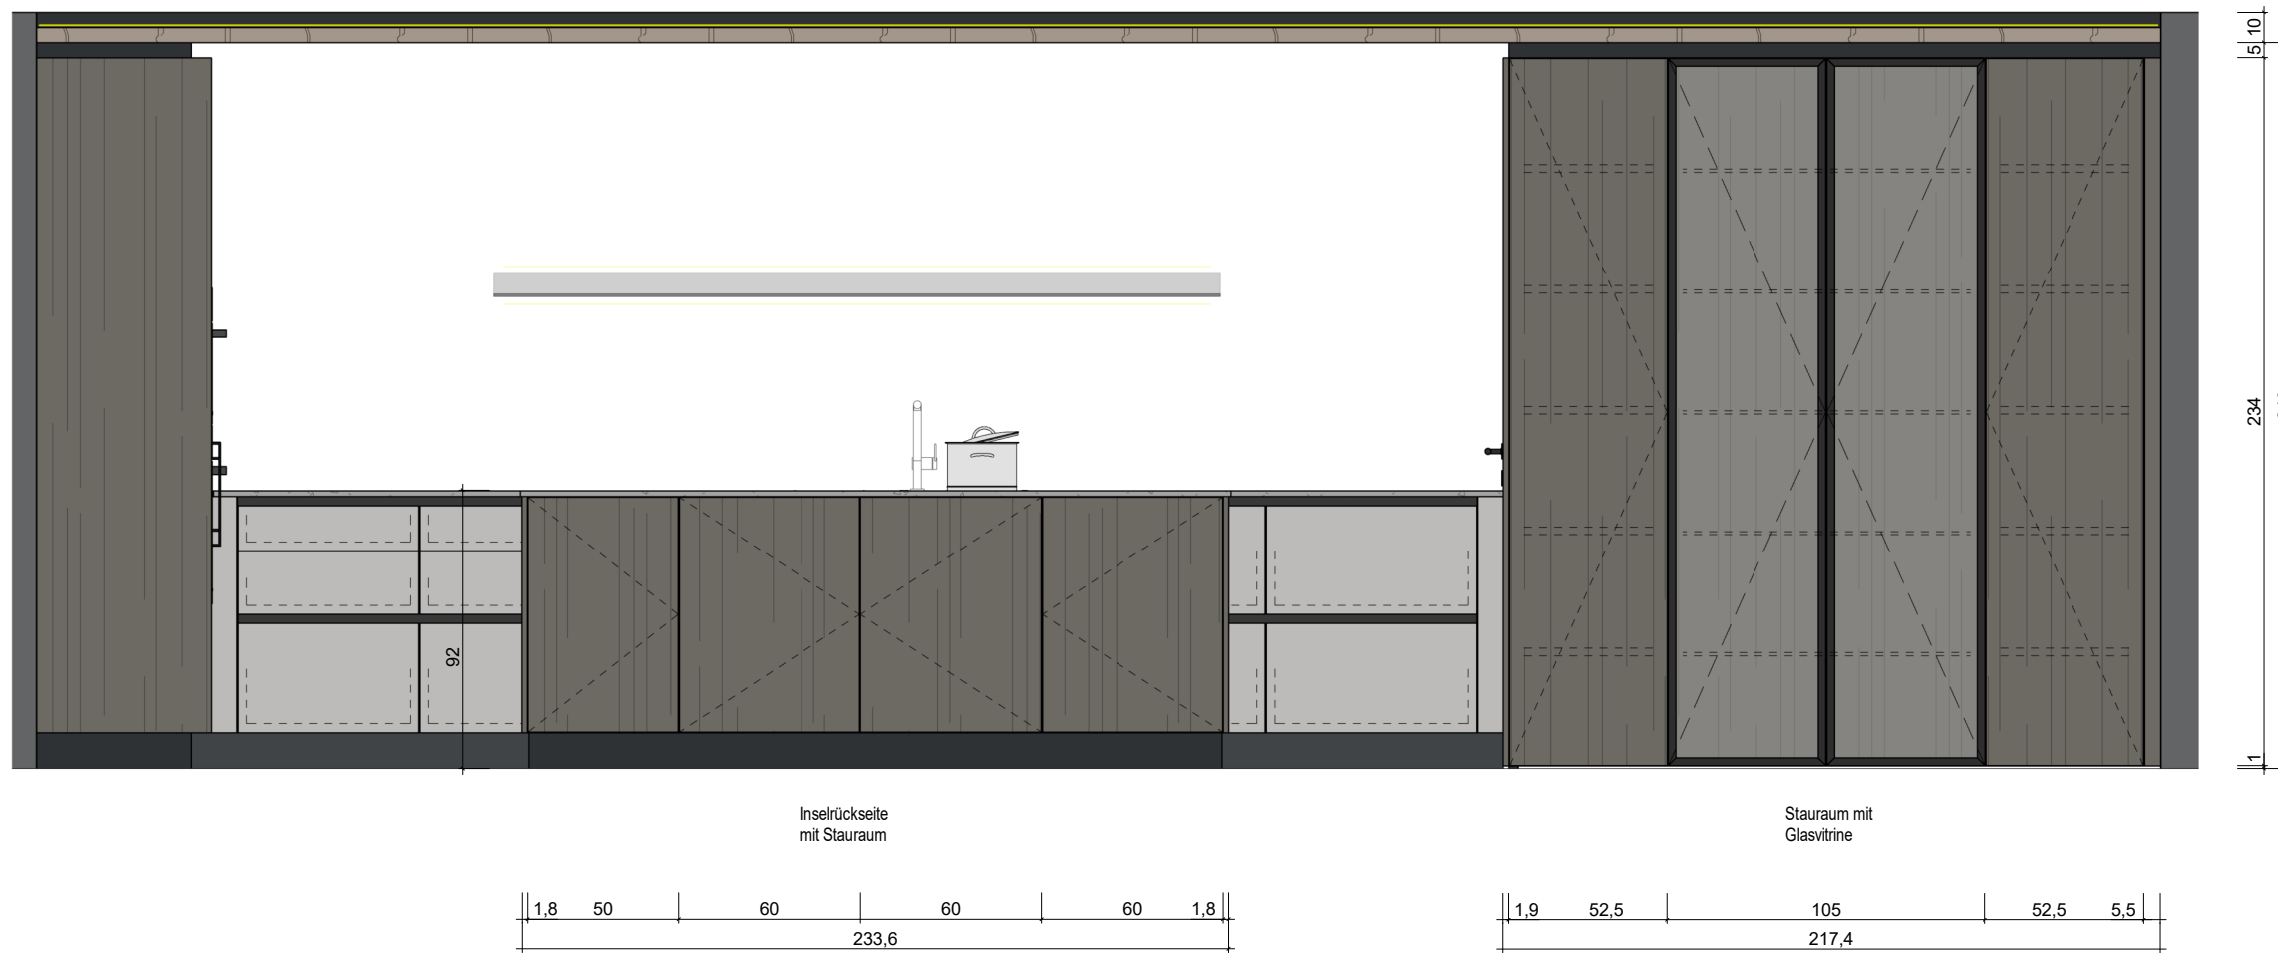 10
5
234
92
1
Inselrückseite
mit Stauraum
Stauraum mit
Glasvitrine
1,8 50 60 60 60 1,8
233,6
1,9 52,5 105 52,5 5,5
217,4